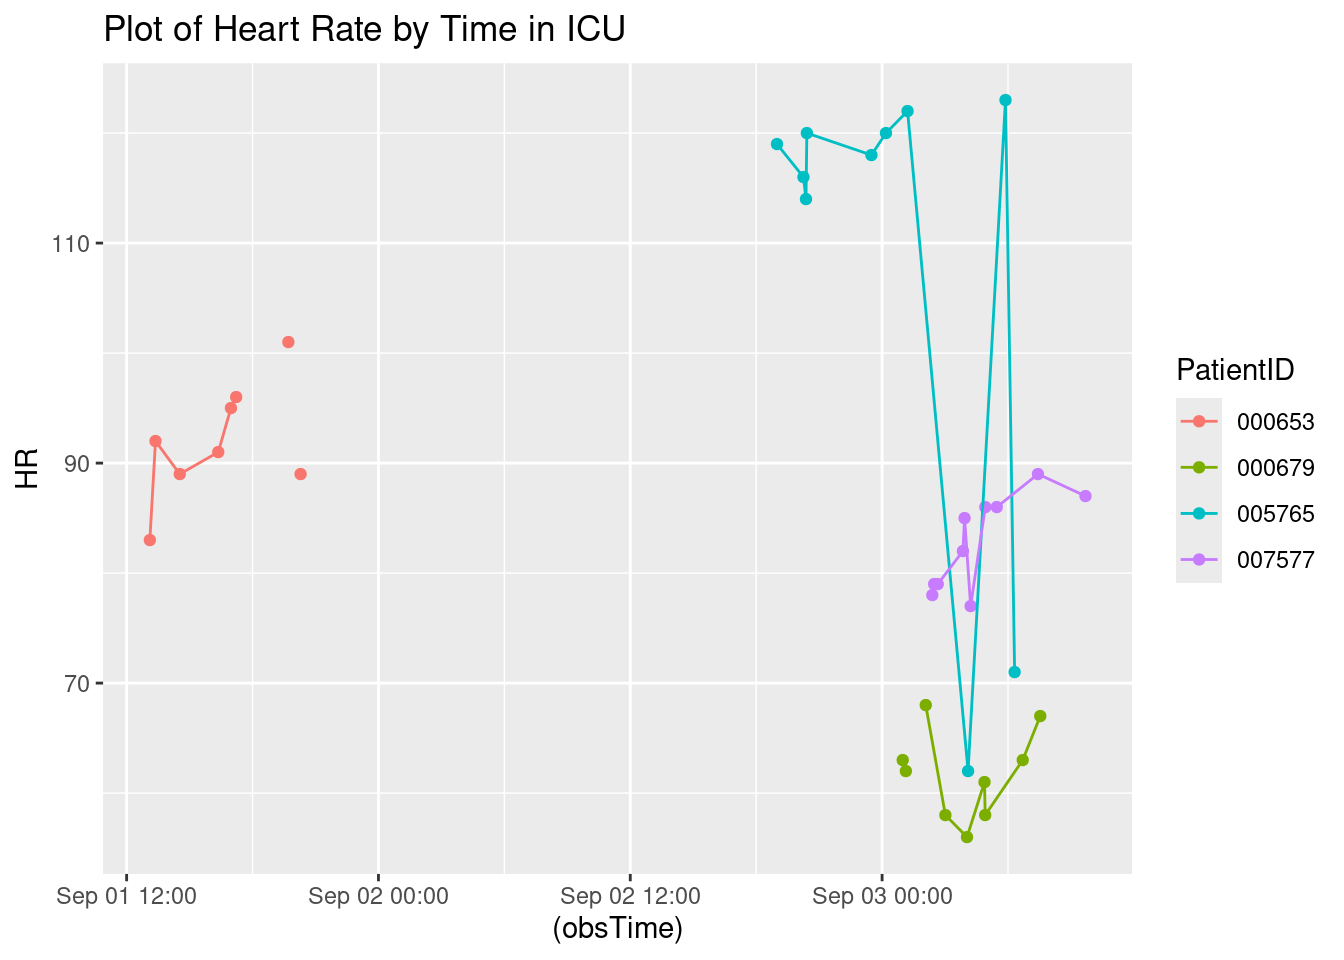 Plot of Heart Rate by Time in ICU
HR
110
90
70
Sep 01 12:00
Sep 02 00:00
Sep 02 12:00
Sep 03 00:00
(obsTime)
PatientID
000653
000679
005765
007577